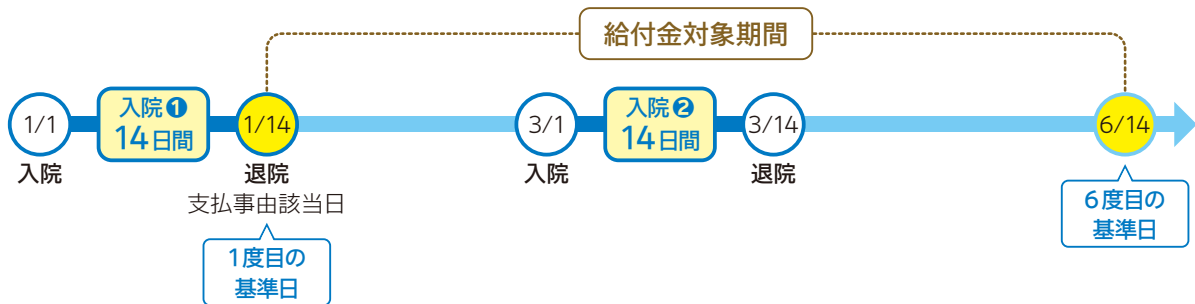 給付金対象期間
1/1
入院❶
14日間
1/14
3/1
入院❷
14日間
3/14
6/14
入院
退院
支払事由該当日
入院
退院
1度目の
基準日
6度目の
基準日